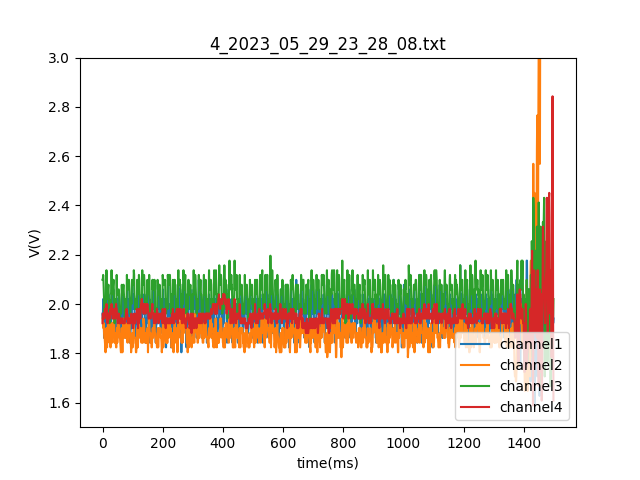 4_2023_05_29_23_28_08.txt
V(V)
3.0
2.8
2.6
2.4
2.2
2.0
1.8
1.6
0 200 400 600 800 1000 1200 1400
time(ms)
channel1
channel2
channel3
channel4